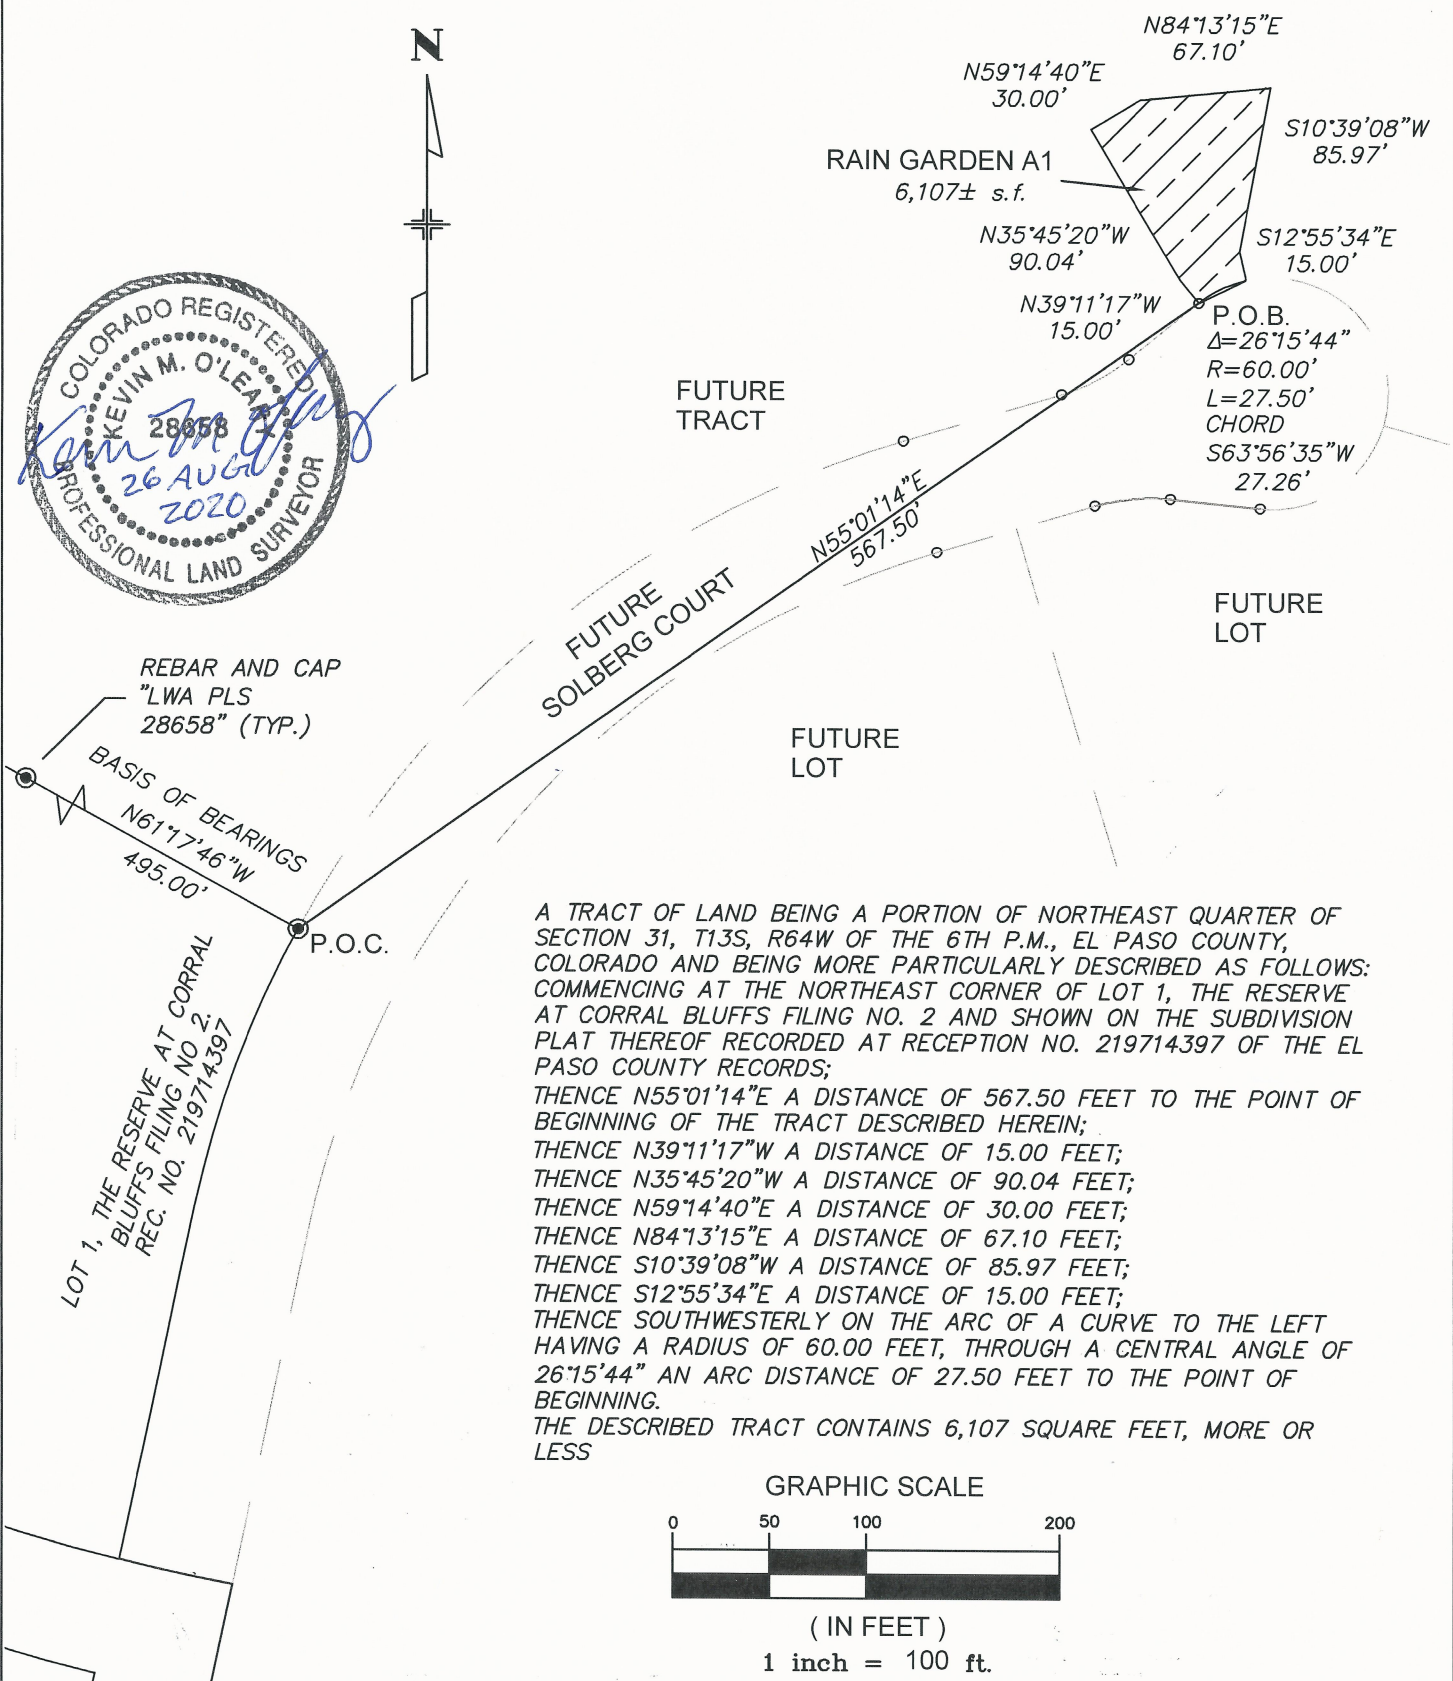 N84°13'15"E
67.10'
N59°14'40"E
30.00'
N
S10°39'08"W
85.97'
RAIN GARDEN A1
6,107± s.f.
N35°45'20"W
90.04'
S12°55'34"E
15.00'
N39°11'17"W
15.00'
P.O.B.
Δ=26°15'44"
R=60.00'
L=27.50'
CHORD
S63°56'35"W
27.26'
COLORADO REGISTERED
KEVIN M. O'LEARY
28658
PROFESSIONAL LAND SURVEYOR
26 AUG
2020
FUTURE
TRACT
N55°01'14"E
567.50'
FUTURE
SOLBERG COURT
FUTURE
LOT
REBAR AND CAP
"LWA PLS
28658" (TYP.)
FUTURE
LOT
BASIS OF BEARINGS
N61°17'46"W
495.00'
P.O.C.
LOT 1, THE RESERVE AT CORRAL
BLUFFS FILING NO 2.
REC. NO. 219714397
A TRACT OF LAND BEING A PORTION OF NORTHEAST QUARTER OF
SECTION 31, T13S, R64W OF THE 6TH P.M., EL PASO COUNTY,
COLORADO AND BEING MORE PARTICULARLY DESCRIBED AS FOLLOWS:
COMMENCING AT THE NORTHEAST CORNER OF LOT 1, THE RESERVE
AT CORRAL BLUFFS FILING NO. 2 AND SHOWN ON THE SUBDIVISION
PLAT THEREOF RECORDED AT RECEPTION NO. 219714397 OF THE EL
PASO COUNTY RECORDS;
THENCE N55°01'14"E A DISTANCE OF 567.50 FEET TO THE POINT OF
BEGINNING OF THE TRACT DESCRIBED HEREIN;
THENCE N39°11'17"W A DISTANCE OF 15.00 FEET;
THENCE N35°45'20"W A DISTANCE OF 90.04 FEET;
THENCE N59°14'40"E A DISTANCE OF 30.00 FEET;
THENCE N84°13'15"E A DISTANCE OF 67.10 FEET;
THENCE S10°39'08"W A DISTANCE OF 85.97 FEET;
THENCE S12°55'34"E A DISTANCE OF 15.00 FEET;
THENCE SOUTHWESTERLY ON THE ARC OF A CURVE TO THE LEFT
HAVING A RADIUS OF 60.00 FEET, THROUGH A CENTRAL ANGLE OF
26°15'44" AN ARC DISTANCE OF 27.50 FEET TO THE POINT OF
BEGINNING.
THE DESCRIBED TRACT CONTAINS 6,107 SQUARE FEET, MORE OR
LESS
GRAPHIC SCALE
0 50 100 200
( IN FEET )
1 inch = 100 ft.